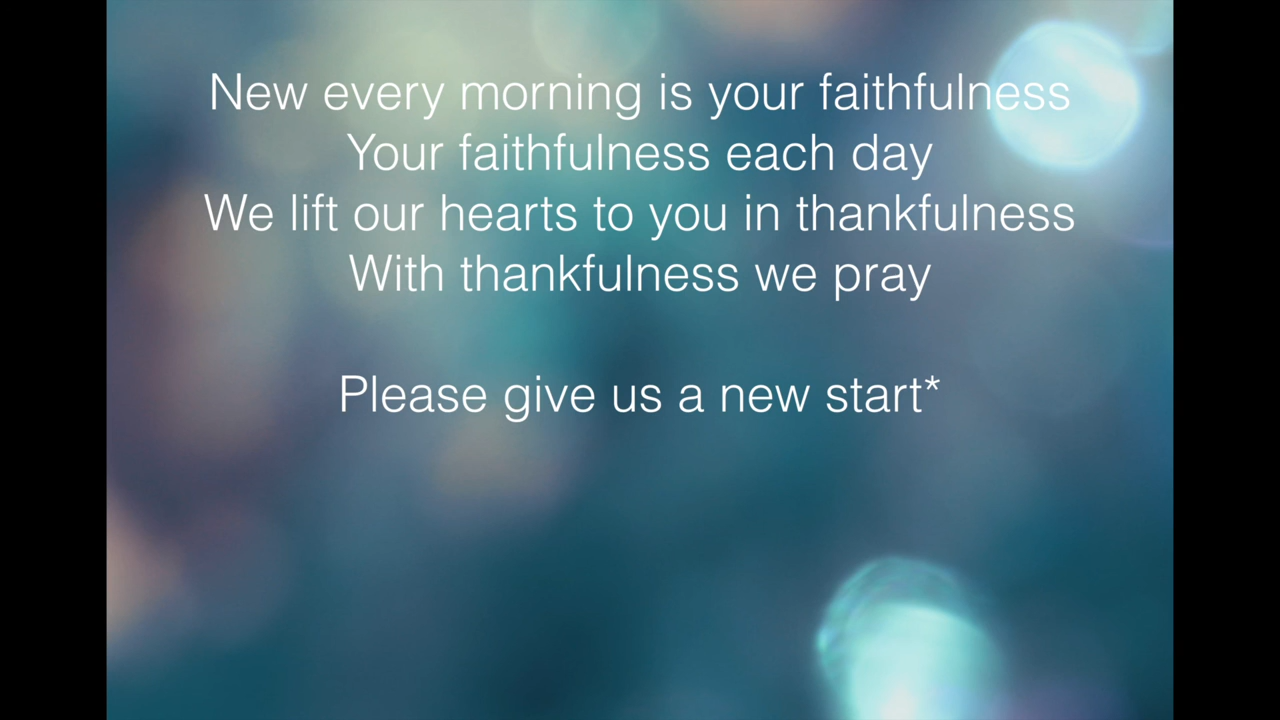 New every morning is your faithfulness
Your faithfulness each day
We lift our hearts to you in thankfulness
With thankfulness we pray
Please give us a new start*